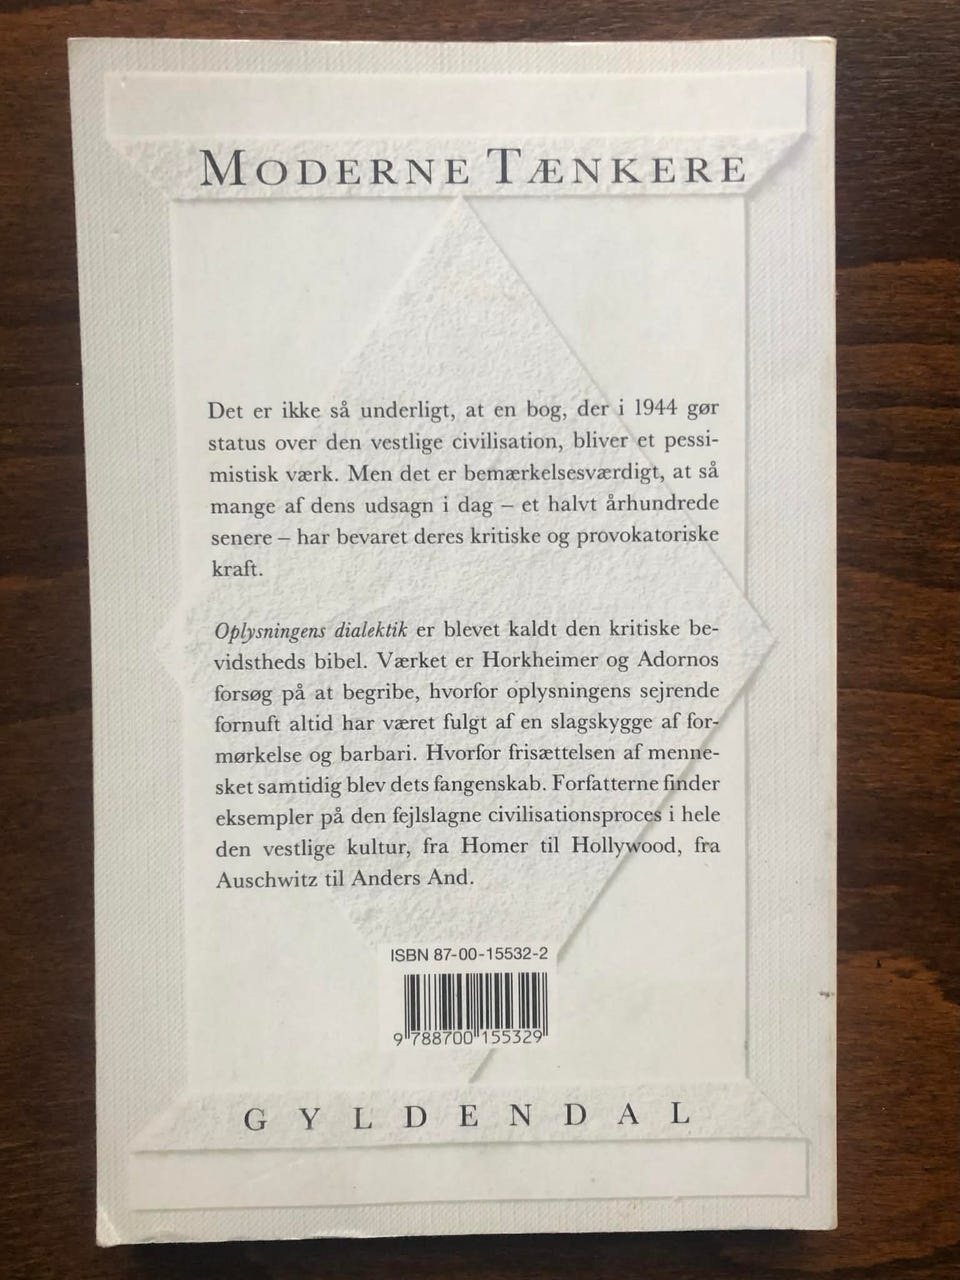 MODERNE TÆNKERE
Det er ikke så underligt, at en bog, der i 1944 gør
status over den vestlige civilisation, bliver et pessi-
mistisk værk. Men det er bemærkelsesværdigt, at så
mange af dens udsagn i dag – et halvt århundrede
senere – har bevaret deres kritiske og provokatoriske
kraft.
Oplysningens dialektik er blevet kaldt den kritiske be-
vidstheds bibel. Værket er Horkheimer og Adornos
forsøg på at begribe, hvorfor oplysningens sejrende
fornuft altid har været fulgt af en slagskygge af for-
mørkelse og barbari. Hvorfor frisættelsen af menne-
sket samtidig blev dets fangenskab. Forfatterne finder
eksempler på den fejlslagne civilisationsproces i hele
den vestlige kultur, fra Homer til Hollywood, fra
Auschwitz til Anders And.
ISBN 87-00-15532-2
9 788700 155329
GYLDENDAL